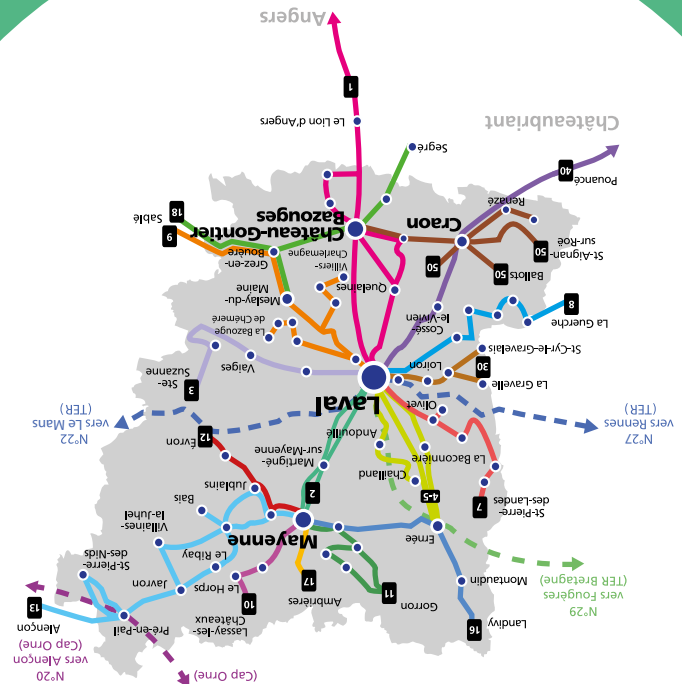 (Cap Orne)
N°20
vers Alençon
(Cap Orne)
Alençon
13
Pré-en-Pail
Landivy
16
Lassay-les-
Châteaux
10
Gorron
11
Ambrières
17
Le Horps
Javron
St-Pierre-
des-Nids
Montaudin
N°29
vers Fougères
(TER Bretagne)
Le Ribay
Villaines-
la-Juhel
Ernée
Mayenne
Bais
St-Pierre-
des-Landes
7
4-5
2
Jublains
Chailland
La Baconnière
Martigné-
sur-Mayenne
Évron
12
Andouillé
N°27
vers Rennes
(TER)
N°22
vers Le Mans
(TER)
Olivet
Laval
La Gravelle
30
Loiron
St-Cyr-le-Gravelais
Vaiges
Ste-
Suzanne
3
La Guerche
8
Cossé-
le-Vivien
La Bazouge
de Chémeré
Meslay-du-
Maine
Quelaines
Villiers-
Charlemagne
Grez-en-
Bouère
Ballots
50
50
St-Aignan-
sur-Roë
50
Craon
Château-Gontier
Bazouges
9
18
Sablé
Renazé
Pouancé
40
Châteaubriant
Segré
Le Lion d'Angers
1
Angers